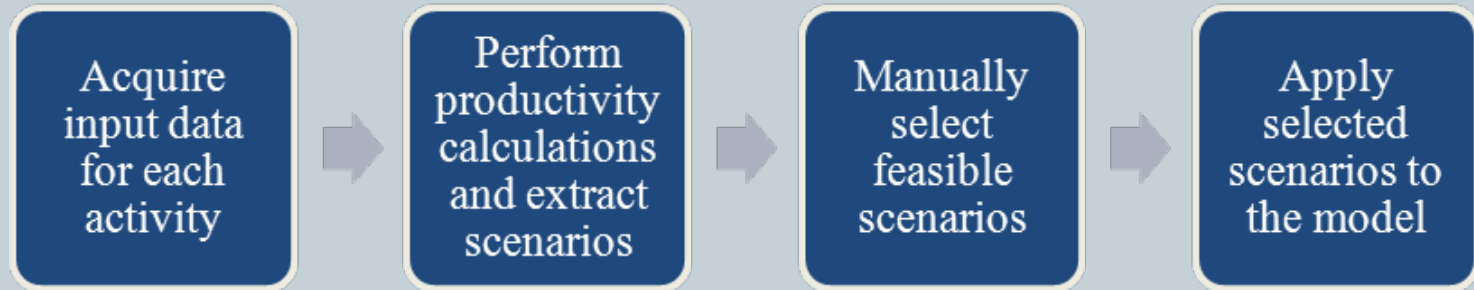 Acquire
input data
for each
activity
Perform
productivity
calculations
and extract
scenarios
Manually
select
feasible
scenarios
Apply
selected
scenarios to
the model